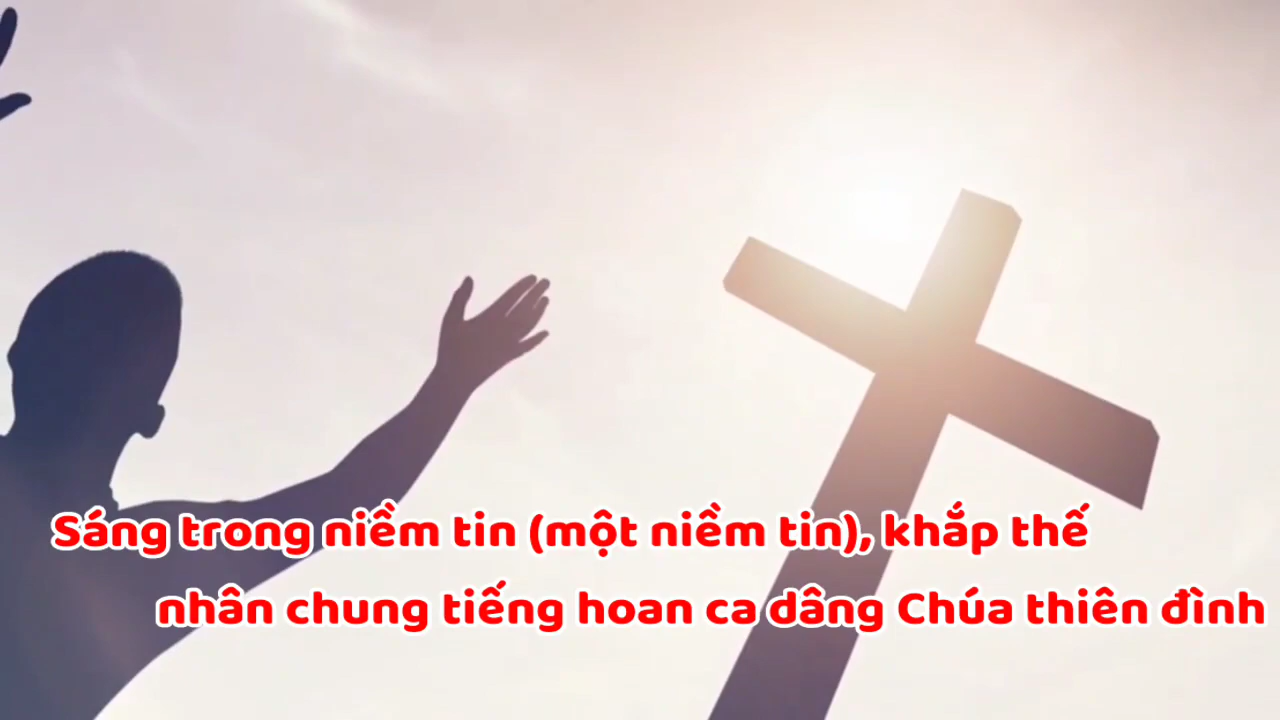 Sáng trong niềm tin (một niềm tin), khắp thế
nhân chung tiếng hoan ca dâng Chúa thiên đình